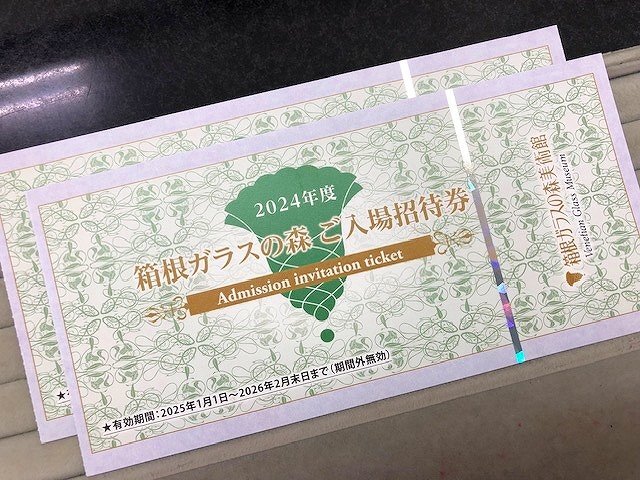 2024年度
箱根ガラスの森 ご入場招待券
Admission invitation ticket
★有効期間：2025年1月1日〜2026年2月末日まで（期間外無効）
箱根ガラスの森美術館
Venetian Glass Museum
★